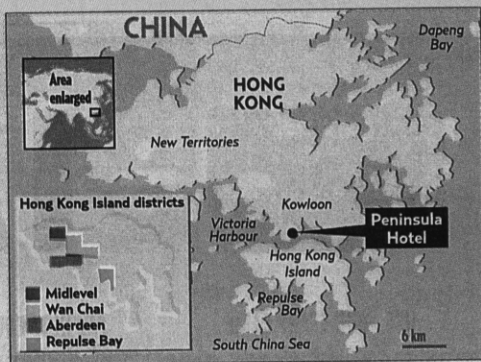 CHINA
Dapeng
Bay
Area
enlarged
HONG
KONG
New Territories
Hong Kong Island districts
Kowloon
Victoria
Harbour
Peninsula
Hotel
Hong Kong
Island
Midlevel
Wan Chai
Aberdeen
Repulse Bay
Repulse
Bay
South China Sea
6 km